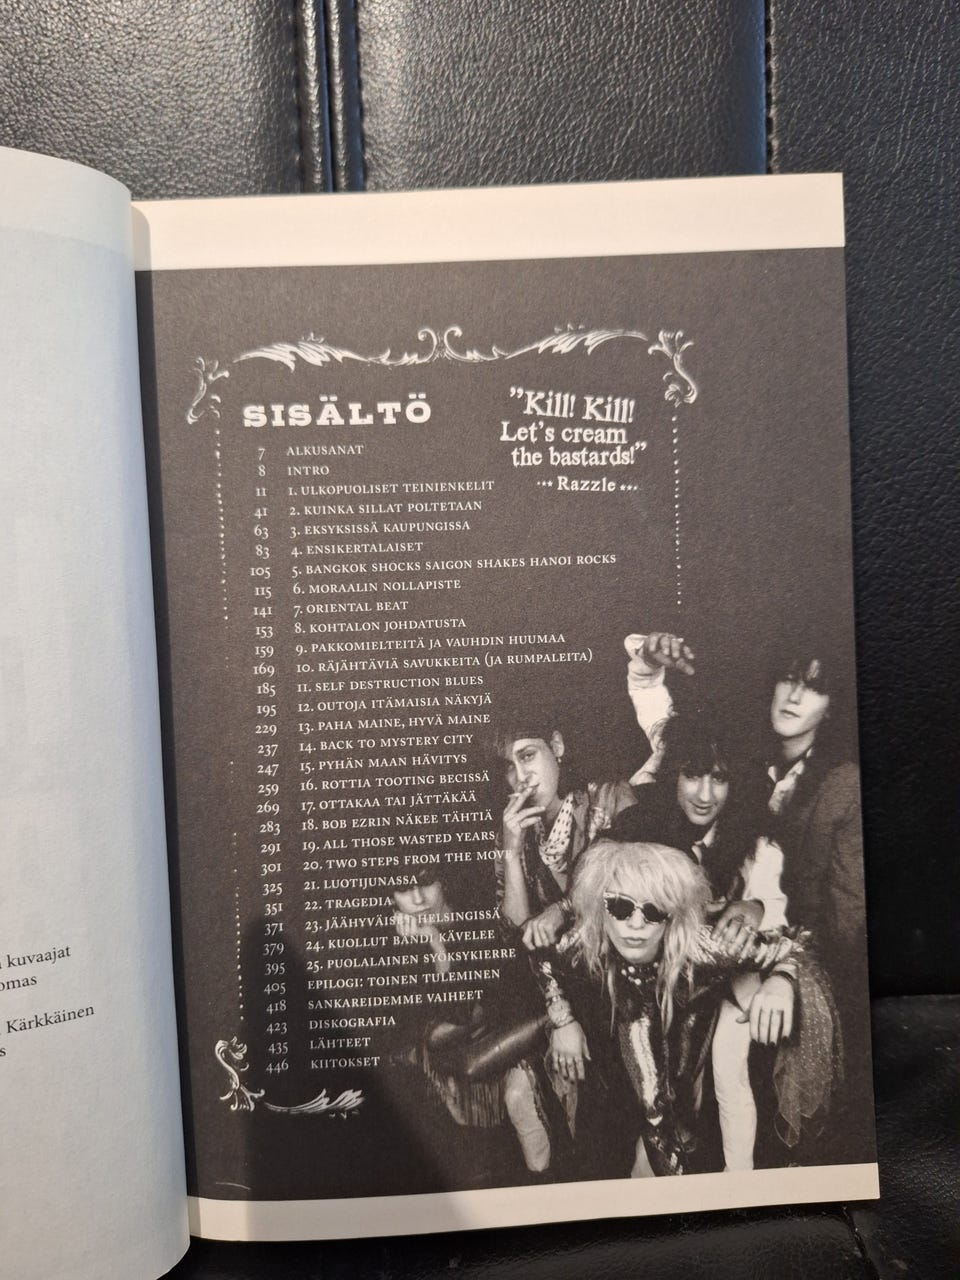 SISÄLTÖ
"Kill! Kill!
Let's cream
the bastards!"
Razzle
7 ALKUSANAT
8 INTRO
11 1. ULKOPUOLISET TEINIENKELIT
41 2. KUINKA SILLAT POLTETAAN
63 3. EKSYKSISSÄ KAUPUNGISSA
83 4. ENSIKERTALAISET
105 5. BANGKOK SHOCKS SAIGON SHAKES HANOI ROCKS
115 6. MORAALIN NOLLAPISTE
141 7. ORIENTAL BEAT
153 8. KOHTALON JOHDATUSTA
159 9. PAKKOMIELTEITÄ JA VAUHDIN HUUMAA
169 10. RÄJÄHTÄVIÄ SAVUKKEITA (JA RUMPALEITA)
185 11. SELF DESTRUCTION BLUES
195 12. OUTOJA ITÄMAISIA NÄKYJÄ
229 13. PAHA MAINE, HYVÄ MAINE
237 14. BACK TO MYSTERY CITY
247 15. PYHÄN MAAN HÄVITYS
259 16. ROTTIA TOOTING BECISSÄ
269 17. OTTAKAA TAI JÄTTÄKÄÄ
283 18. BOB EZRIN NÄKEE TÄHTIÄ
291 19. ALL THOSE WASTED YEARS
301 20. TWO STEPS FROM THE MOVE
325 21. LUOTIJUNASSA
351 22. TRAGEDIA
371 23. JÄÄHYVÄISET HELSINGISSÄ
379 24. KUOLLUT BÄNDI KÄVELEE
395 25. PUOLALAINEN SYÖKSYKIERRE
405 EPILOGI: TOINEN TULEMINEN
418 SANKAREIDEMME VAIHEET
423 DISKOGRAFIA
435 LÄHTEET
446 KIITOKSET
kuvaajat
omas
Kärkkäinen
s